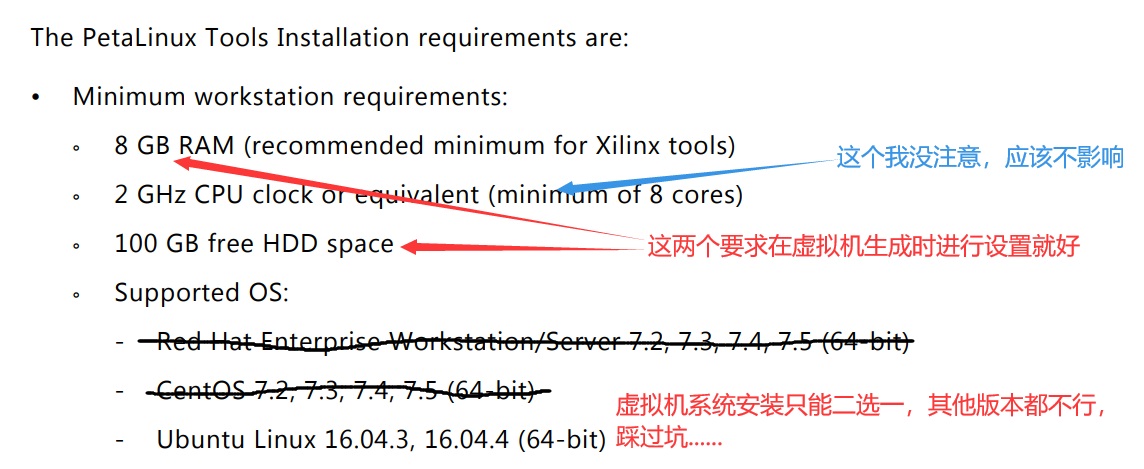 The PetaLinux Tools Installation requirements are:
• Minimum workstation requirements:
∘ 8 GB RAM (recommended minimum for Xilinx tools)
这个我没注意，应该不影响
∘ 2 GHz CPU clock or equivalent (minimum of 8 cores)
∘ 100 GB free HDD space
这两个要求在虚拟机生成时进行设置就好
∘ Supported OS:
- Red Hat Enterprise Workstation/Server 7.2, 7.3, 7.4, 7.5 (64-bit)
- CentOS 7.2, 7.3, 7.4, 7.5 (64-bit)
虚拟机系统安装只能二选一，其他版本都不行，
踩过坑......
- Ubuntu Linux 16.04.3, 16.04.4 (64-bit)